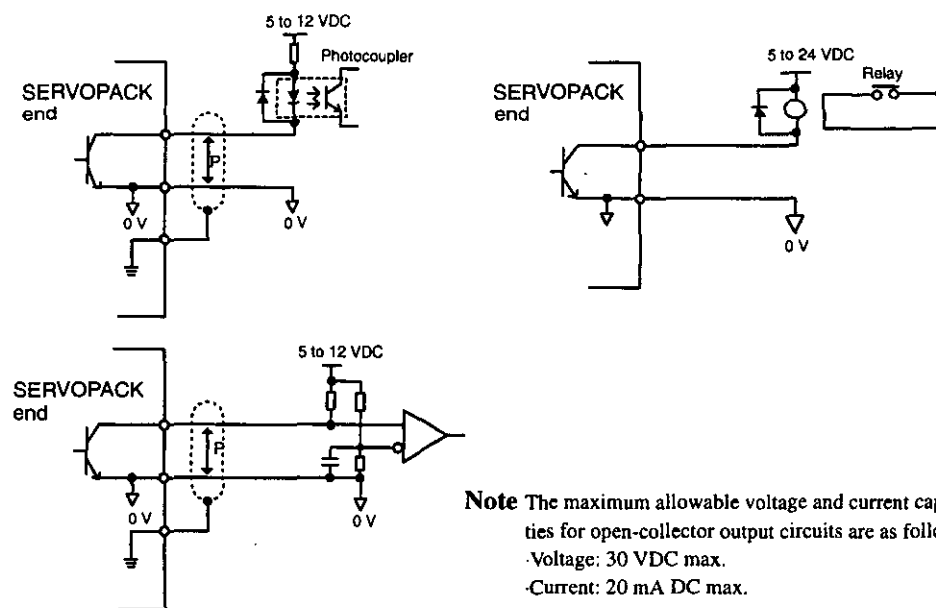 5 to 12 VDC
Photocoupler
SERVOPACK
end
P
0 V
0 V
5 to 24 VDC
Relay
SERVOPACK
end
0 V
5 to 12 VDC
SERVOPACK
end
P
0 V
0 V
Note The maximum allowable voltage and current cap
ties for open-collector output circuits are as follo
·Voltage: 30 VDC max.
·Current: 20 mA DC max.